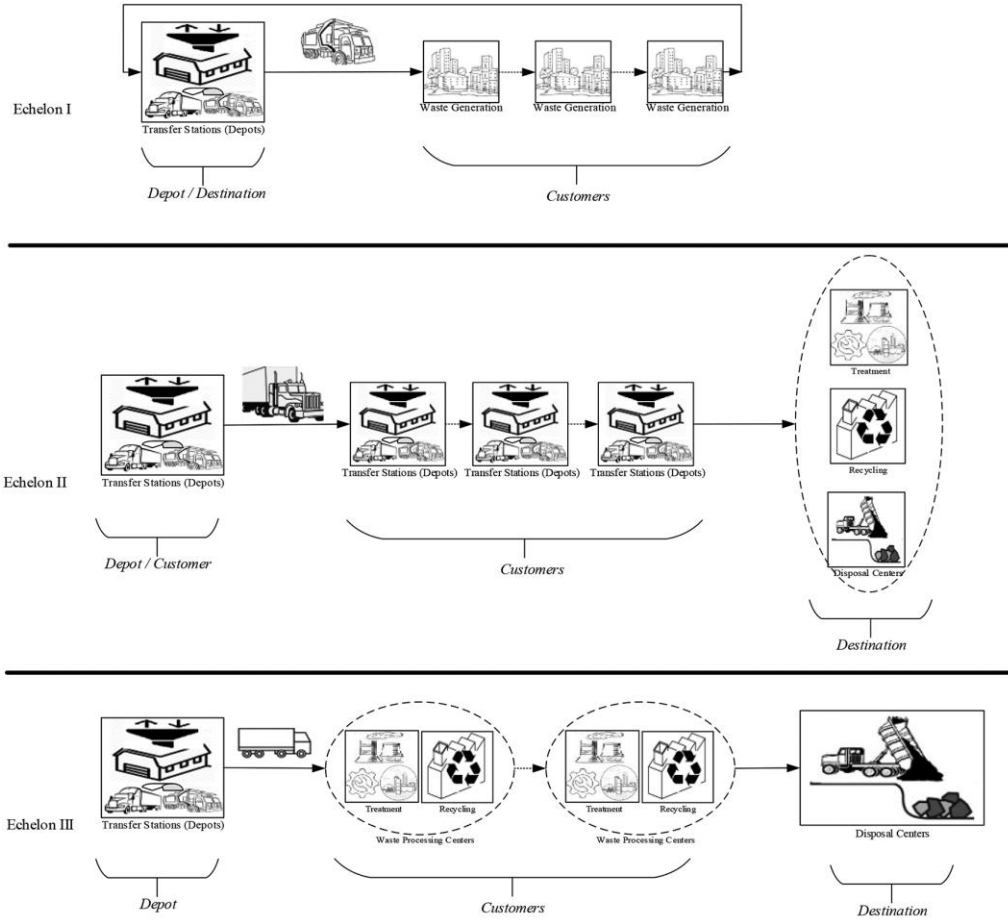 Echelon I
Transfer Stations (Depots)
Waste Generation
Waste Generation
Waste Generation
Depot / Destination
Customers
Echelon II
Transfer Stations (Depots)
Transfer Stations (Depots)
Transfer Stations (Depots)
Transfer Stations (Depots)
Treatment
Recycling
Disposal Centers
Depot / Customer
Customers
Destination
Echelon III
Transfer Stations (Depots)
Treatment
Recycling
Waste Processing Centers
Treatment
Recycling
Waste Processing Centers
Disposal Centers
Depot
Customers
Destination